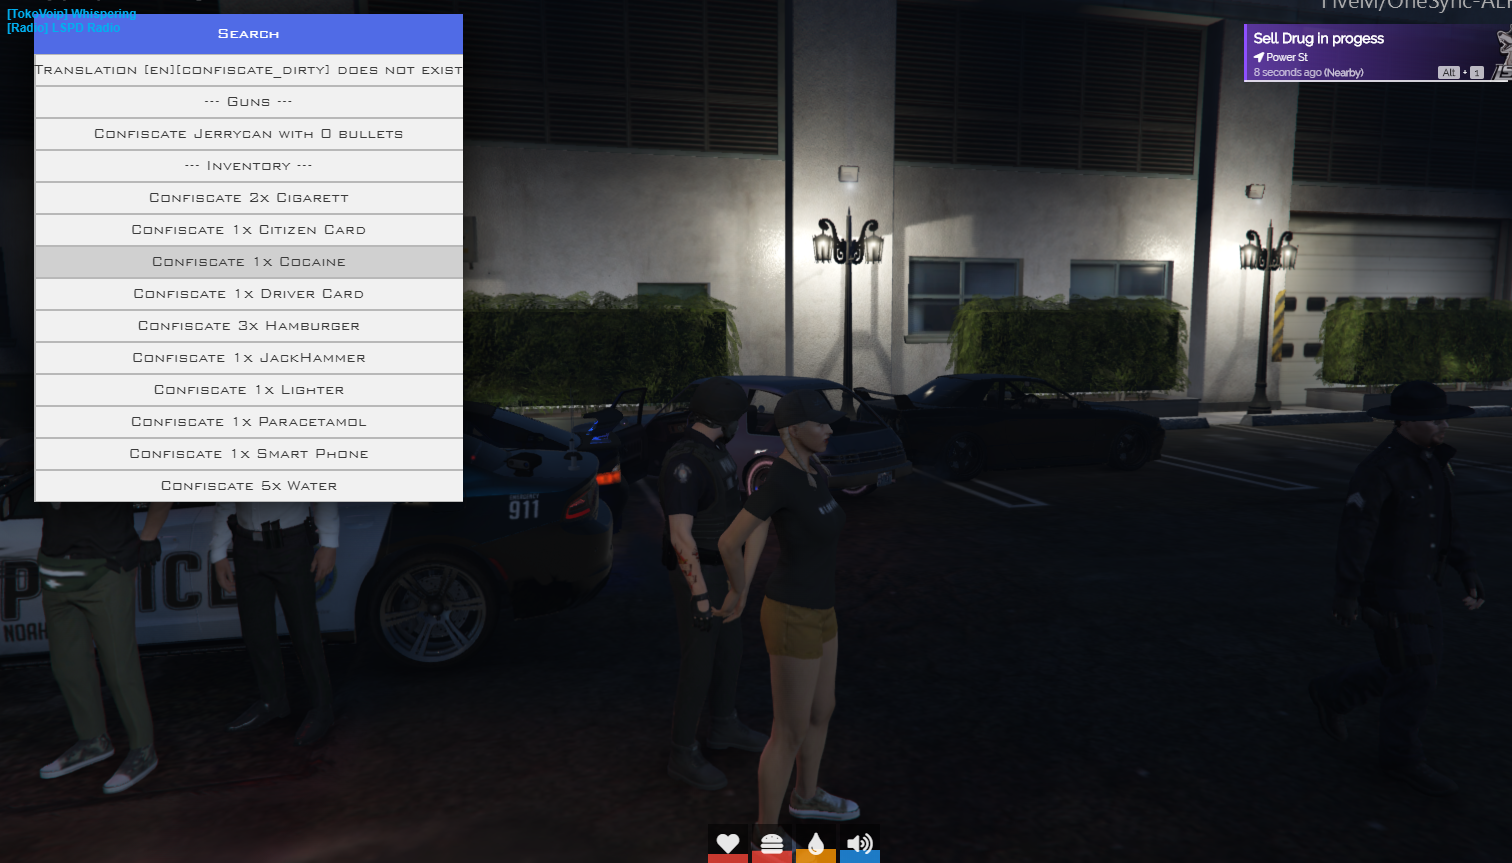 [TokoVoip] Whispering
[Radio] LSPD Radio
FiveM/OneSync-
Search
Sell Drug in progess
Power St
8 seconds ago (Nearby)
Alt + 1
Translation [en][confiscate_dirty] does not exist
--- Guns ---
Confiscate Jerrycan with 0 bullets
--- Inventory ---
Confiscate 2x Cigarett
Confiscate 1x Citizen Card
Confiscate 1x Cocaine
Confiscate 1x Driver Card
Confiscate 3x Hamburger
Confiscate 1x JackHammer
Confiscate 1x Lighter
Confiscate 1x Paracetamol
Confiscate 1x Smart Phone
Confiscate 5x Water
911
NOAH